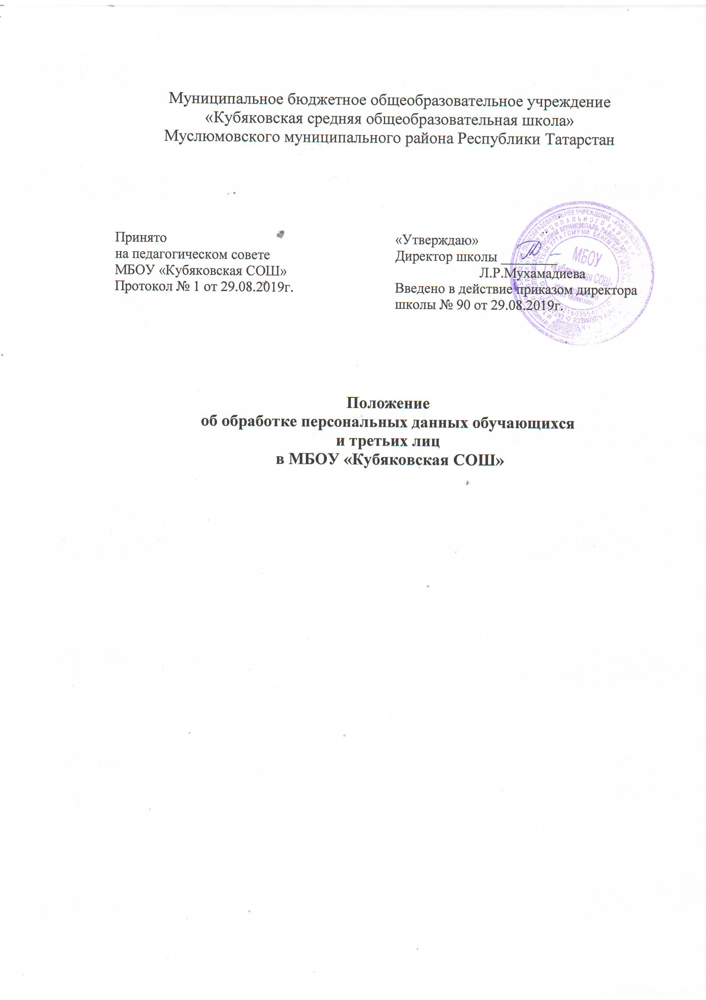 Муниципальное бюджетное общеобразовательное учреждение
«Кубяковская средняя общеобразовательная школа»
Муслюмовского муниципального района Республики Татарстан
Принято
на педагогическом совете
МБОУ «Кубяковская СОШ»
Протокол № 1 от 29.08.2019г.
«Утверждаю»
Директор школы ________
Л.Р.Мухамадиева
Введено в действие приказом директора
школы № 90 от 29.08.2019г.
МБОУ
«Кубяковская СОШ»
Положение
об обработке персональных данных обучающихся
и третьих лиц
в МБОУ «Кубяковская СОШ»